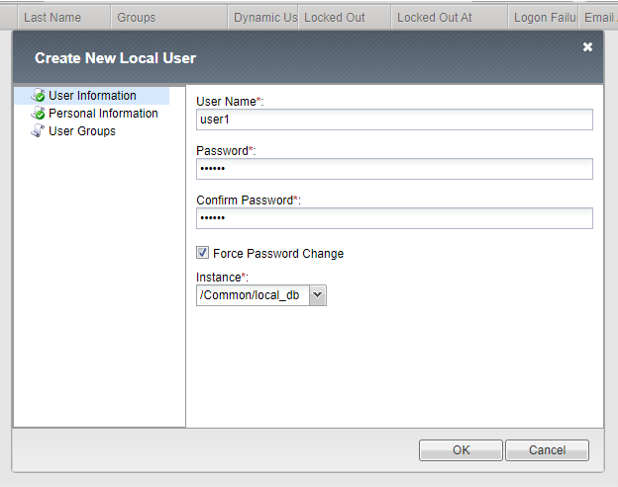 Last Name Groups Dynamic Us Locked Out Locked Out At Logon Failu Email
Create New Local User
User Information
Personal Information
User Groups
User Name*:
user1
Password*:
••••••
Confirm Password*:
••••••
Force Password Change
Instance*:
/Common/local_db
OK Cancel